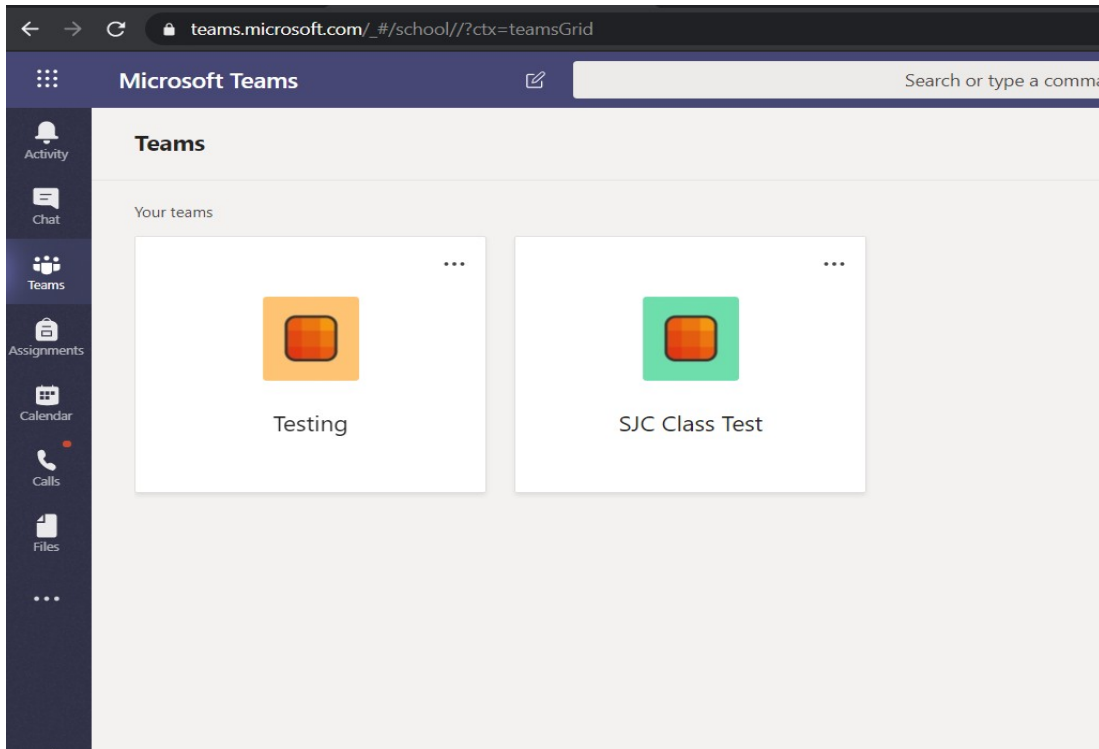 teams.microsoft.com/_#/school//?ctx=teamsGrid
Microsoft Teams
Search or type a comma
Activity
Chat
Teams
Assignments
Calendar
Calls
Files
Teams
Your teams
Testing
SJC Class Test